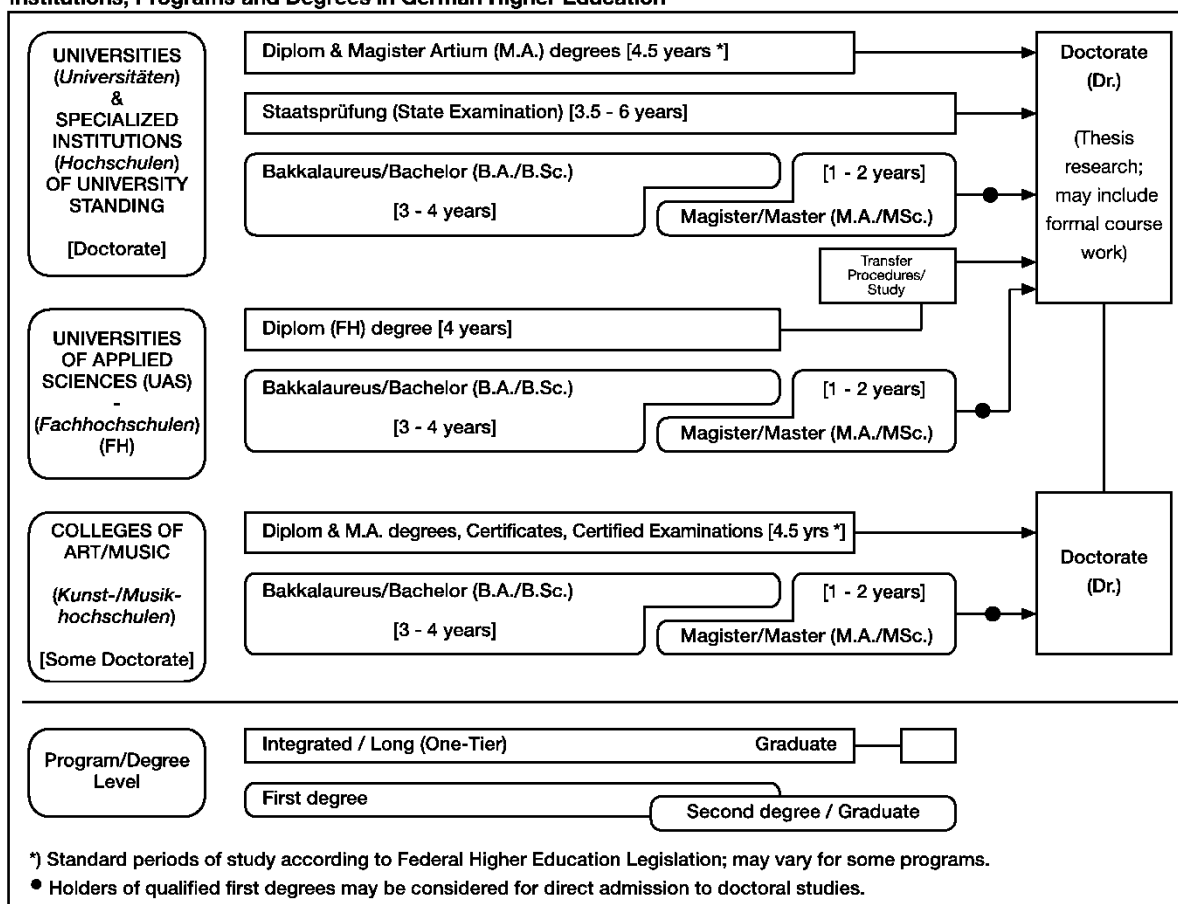 Institutions, Programs and Degrees in German Higher Education
UNIVERSITIES
(Universitäten)
&
SPECIALIZED
INSTITUTIONS
(Hochschulen)
OF UNIVERSITY
STANDING
[Doctorate]
Diplom & Magister Artium (M.A.) degrees [4.5 years *]
Staatsprüfung (State Examination) [3.5 - 6 years]
Bakkalaureus/Bachelor (B.A./B.Sc.)
[3 - 4 years]
[1 - 2 years]
Magister/Master (M.A./MSc.)
Transfer
Procedures/
Study
Doctorate
(Dr.)
(Thesis
research;
may include
formal course
work)
UNIVERSITIES
OF APPLIED
SCIENCES (UAS)
-
(Fachhochschulen)
(FH)
Diplom (FH) degree [4 years]
Bakkalaureus/Bachelor (B.A./B.Sc.)
[3 - 4 years]
[1 - 2 years]
Magister/Master (M.A./MSc.)
COLLEGES OF
ART/MUSIC
(Kunst-/Musik-
hochschulen)
[Some Doctorate]
Diplom & M.A. degrees, Certificates, Certified Examinations [4.5 yrs *]
Bakkalaureus/Bachelor (B.A./B.Sc.)
[3 - 4 years]
[1 - 2 years]
Magister/Master (M.A./MSc.)
Doctorate
(Dr.)
Program/Degree
Level
Integrated / Long (One-Tier) Graduate
First degree
Second degree / Graduate
*) Standard periods of study according to Federal Higher Education Legislation; may vary for some programs.
● Holders of qualified first degrees may be considered for direct admission to doctoral studies.